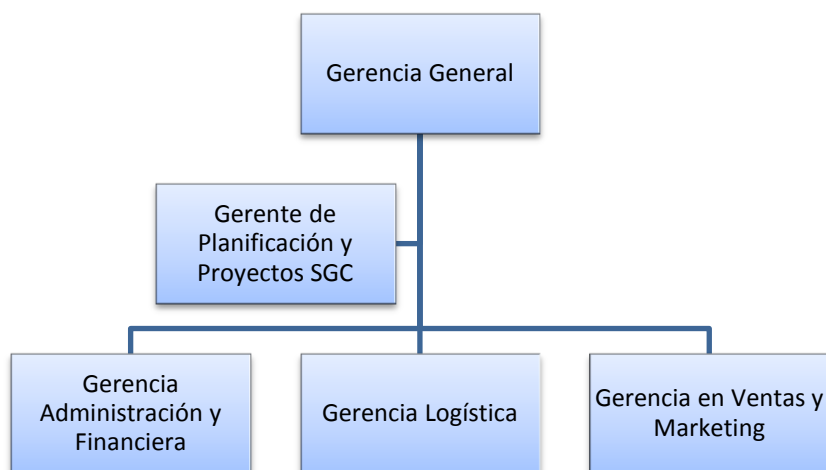 Gerencia General
Gerente de
Planificación y
Proyectos SGC
Gerencia
Administración y
Financiera
Gerencia Logística
Gerencia en Ventas y
Marketing